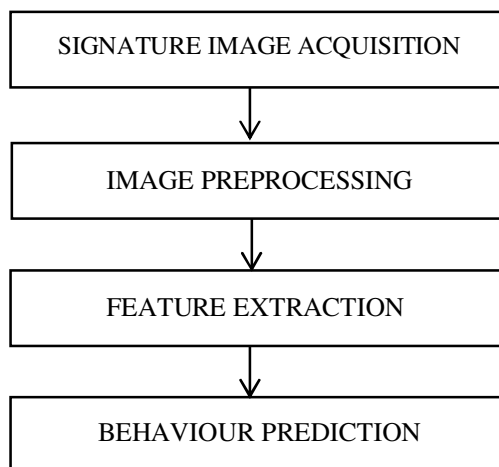 SIGNATURE IMAGE ACQUISITION
IMAGE PREPROCESSING
FEATURE EXTRACTION
BEHAVIOUR PREDICTION